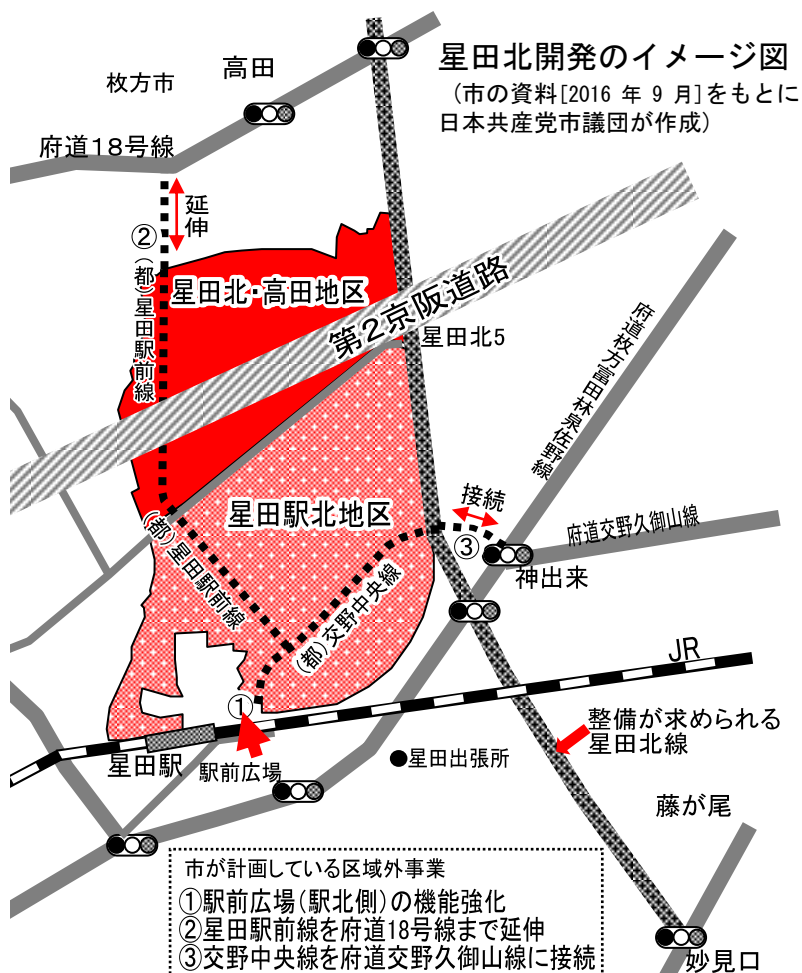 星田北開発のイメージ図
(市の資料[2016 年 9 月]をもとに
日本共産党市議団が作成)
枚方市
高田
府道18号線
延伸
②
(都)星田駅前線
星田北・高田地区
第2京阪道路
星田北5
府道枚方富田林泉佐野線
星田駅北地区
接続
③
府道交野久御山線
神出来
(都)星田駅前線
(都)交野中央線
JR
①
整備が求められる
星田北線
星田駅
駅前広場
●星田出張所
藤が尾
市が計画している区域外事業
①駅前広場(駅北側)の機能強化
②星田駅前線を府道18号線まで延伸
③交野中央線を府道交野久御山線に接続
妙見口